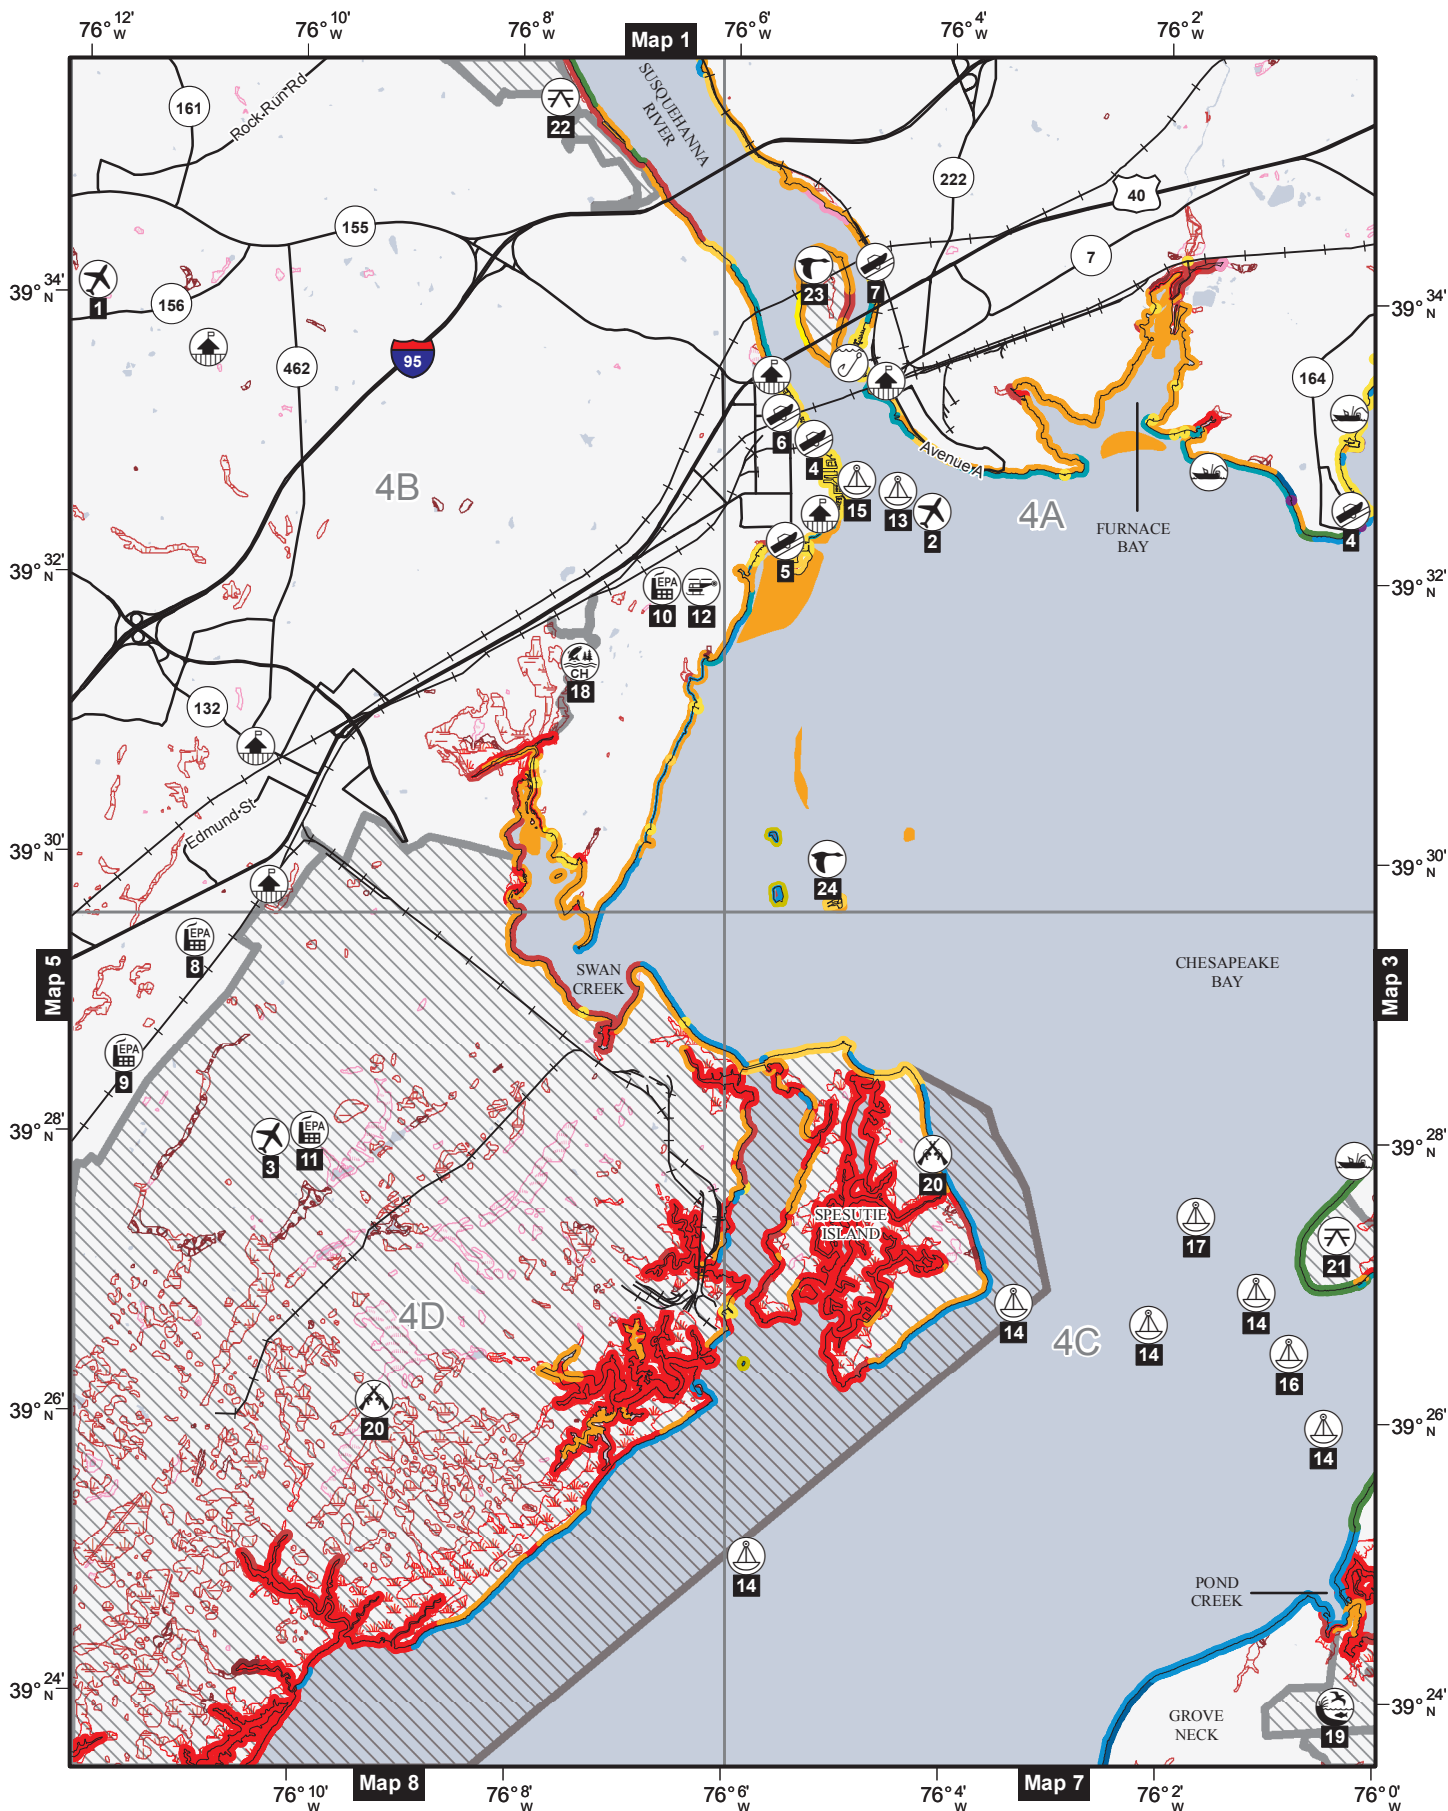 76°12'W
76°10'W
76°8'W
Map 1
76°6'W
76°4'W
76°2'W
SUSQUEHANNA
RIVER
161
Rock Run Rd
22
222
40
155
7
39°34'N
1
156
23
7
39°34'N
462
95
164
6
4
Avenue A
4B
15
13
2
4A
FURNACE
BAY
4
39°32'N
5
39°32'N
EPA
10
12
CH
18
132
Edmund St
39°30'N
24
39°30'N
EPA
8
Map 5
SWAN
CREEK
CHESAPEAKE
BAY
Map 3
EPA
9
39°28'N
3
EPA
11
20
39°28'N
SPESUTIE
ISLAND
17
21
4D
14
14
14
4C
16
39°26'N
20
14
39°26'N
14
POND
CREEK
39°24'N
39°24'N
GROVE
NECK
19
76°10'W
Map 8
76°8'W
76°6'W
76°4'W
Map 7
76°2'W
76°0'W